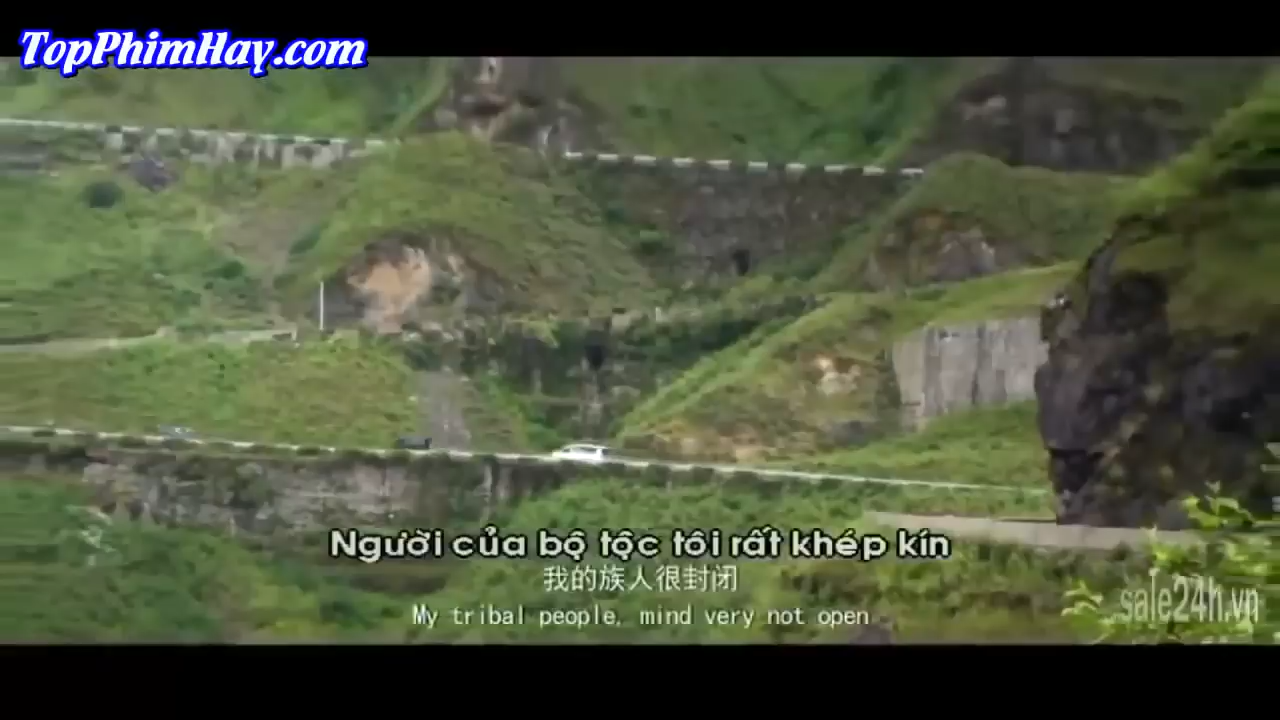 TopPhimHay.com
Người của bộ tộc tôi rất khép kín
我的族人很封闭
My tribal people, mind very not open
sale24h.vn